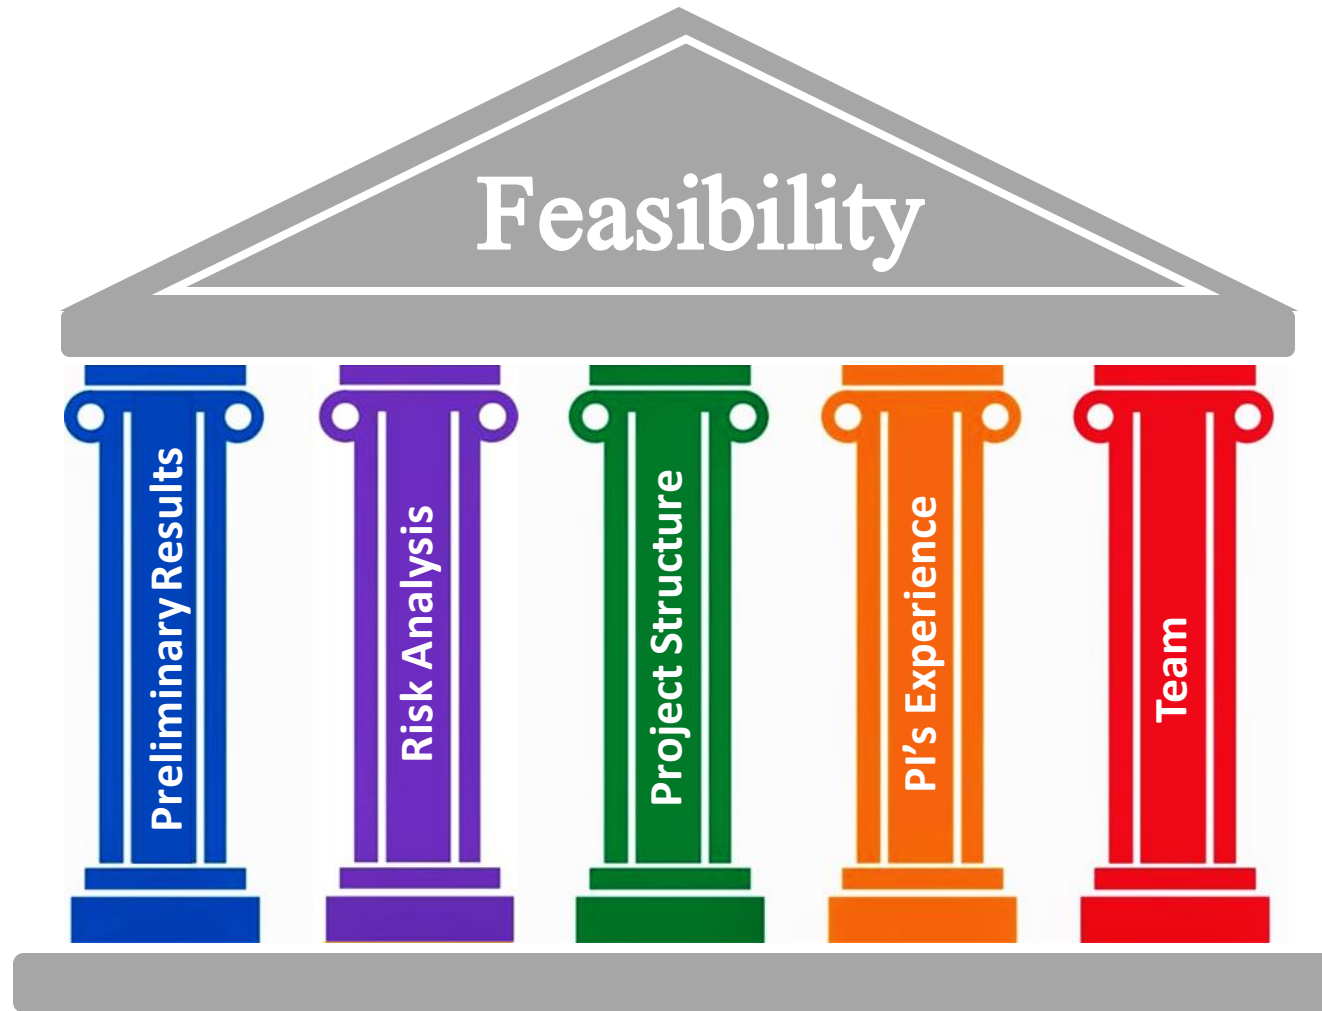 Feasibility
Preliminary Results
Risk Analysis
Project Structure
PI’s Experience
Team